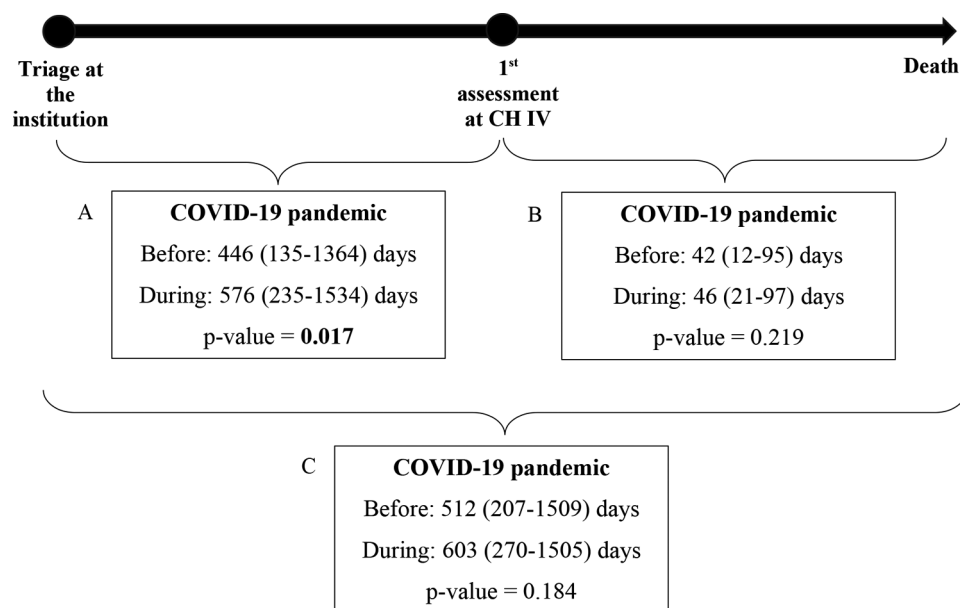 Triage at
the
institution
1st
assessment
at CH IV
Death
A
COVID-19 pandemic
Before: 446 (135-1364) days
During: 576 (235-1534) days
p-value = 0.017
B
COVID-19 pandemic
Before: 42 (12-95) days
During: 46 (21-97) days
p-value = 0.219
C
COVID-19 pandemic
Before: 512 (207-1509) days
During: 603 (270-1505) days
p-value = 0.184